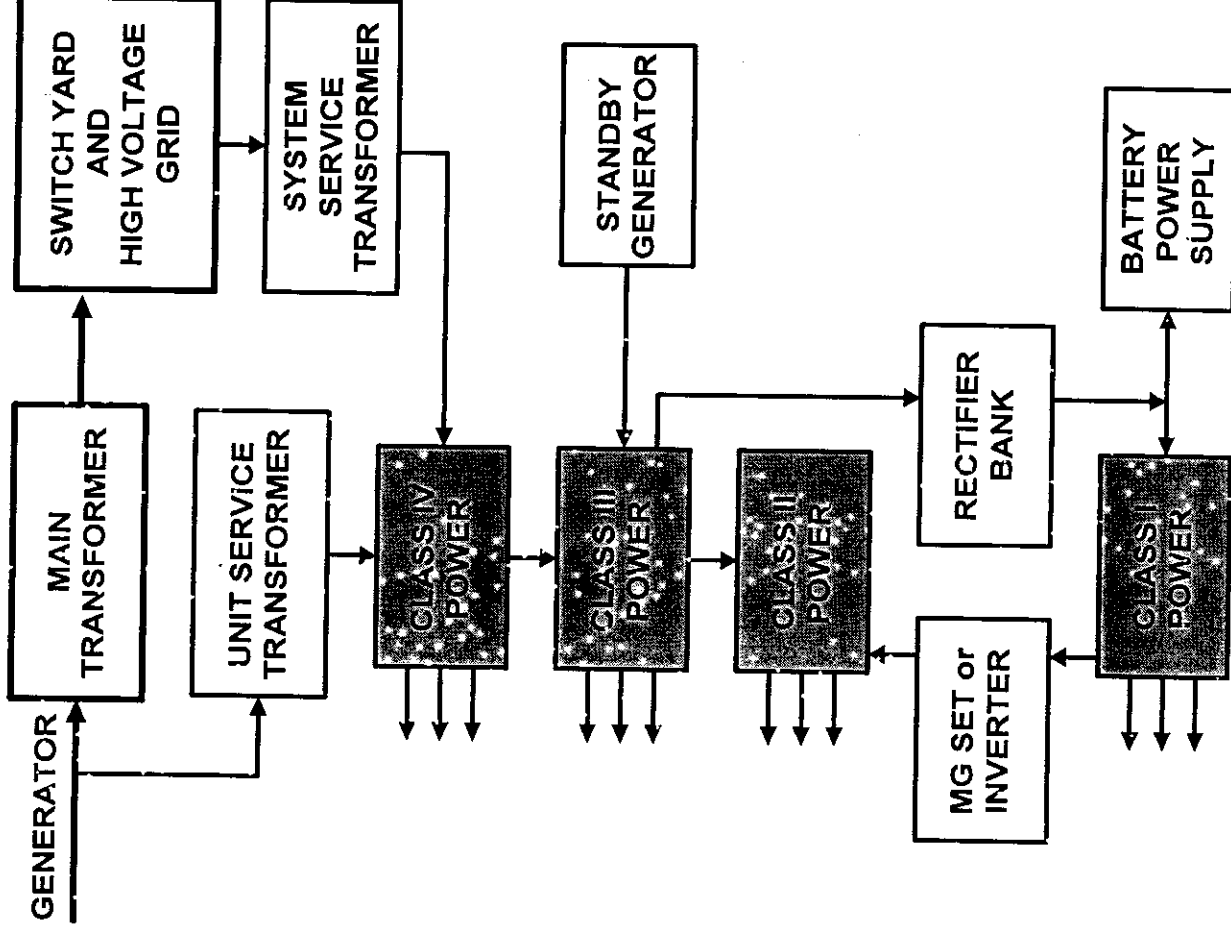 GENERATOR
MAIN
TRANSFORMER
SWITCH YARD
AND
HIGH VOLTAGE
GRID
UNIT SERVICE
TRANSFORMER
SYSTEM
SERVICE
TRANSFORMER
CLASS IV
POWER
CLASS III
POWER
STANDBY
GENERATOR
CLASS II
POWER
MG SET or
INVERTER
RECTIFIER
BANK
CLASS I
POWER
BATTERY
POWER
SUPPLY